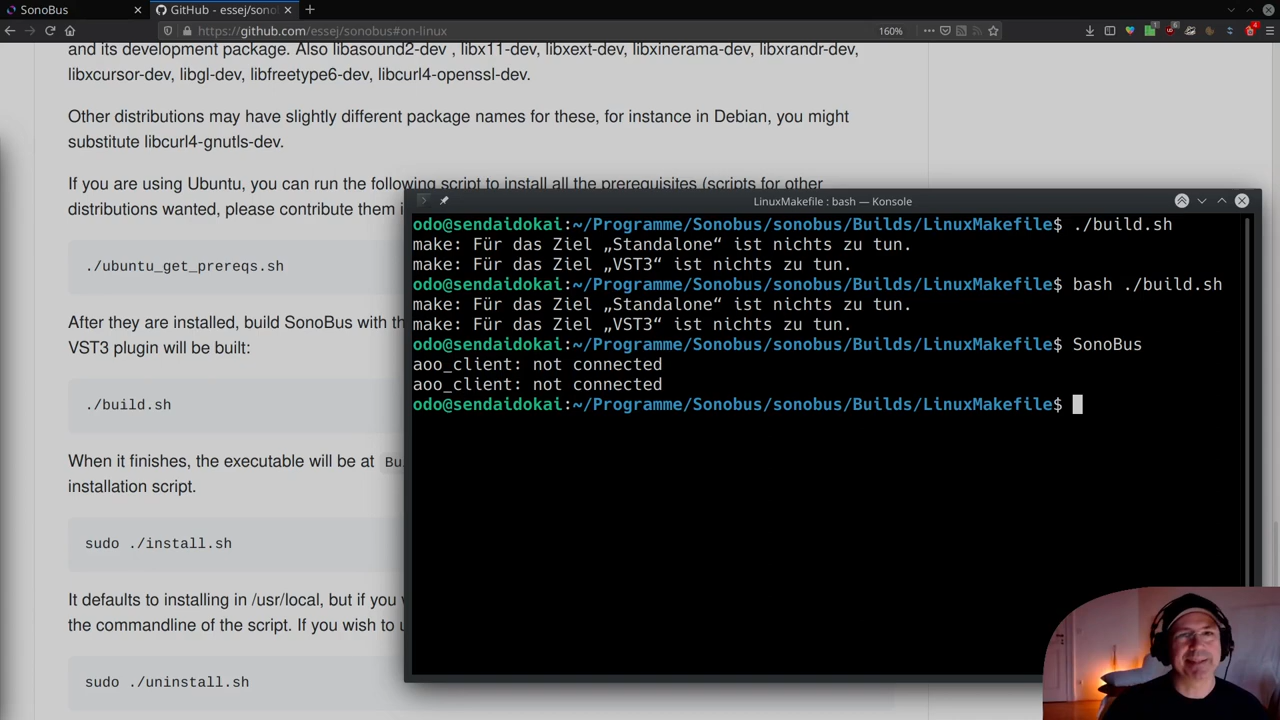 SonoBus
GitHub - essej/sono
https://github.com/essej/sonobus#on-linux
160%
and its development package. Also libasound2-dev , libx11-dev, libxext-dev, libxinerama-dev, libxrandr-dev,
libxcursor-dev, libgl-dev, libfreetype6-dev, libcurl4-openssl-dev.
Other distributions may have slightly different package names for these, for instance in Debian, you might
substitute libcurl4-gnutls-dev.
If you are using Ubuntu, you can run the following script to install all the prerequisites (scripts for other
distributions wanted, please contribute them i
./ubuntu_get_prereqs.sh
After they are installed, build SonoBus with th
VST3 plugin will be built:
./build.sh
When it finishes, the executable will be at Bu
installation script.
sudo ./install.sh
It defaults to installing in /usr/local, but if you
the commandline of the script. If you wish to u
sudo ./uninstall.sh
LinuxMakefile : bash — Konsole
odo@sendaidokai:~/Programme/Sonobus/sonobus/Builds/LinuxMakefile$ ./build.sh
make: Für das Ziel „Standalone“ ist nichts zu tun.
make: Für das Ziel „VST3“ ist nichts zu tun.
odo@sendaidokai:~/Programme/Sonobus/sonobus/Builds/LinuxMakefile$ bash ./build.sh
make: Für das Ziel „Standalone“ ist nichts zu tun.
make: Für das Ziel „VST3“ ist nichts zu tun.
odo@sendaidokai:~/Programme/Sonobus/sonobus/Builds/LinuxMakefile$ SonoBus
aoo_client: not connected
aoo_client: not connected
odo@sendaidokai:~/Programme/Sonobus/sonobus/Builds/LinuxMakefile$